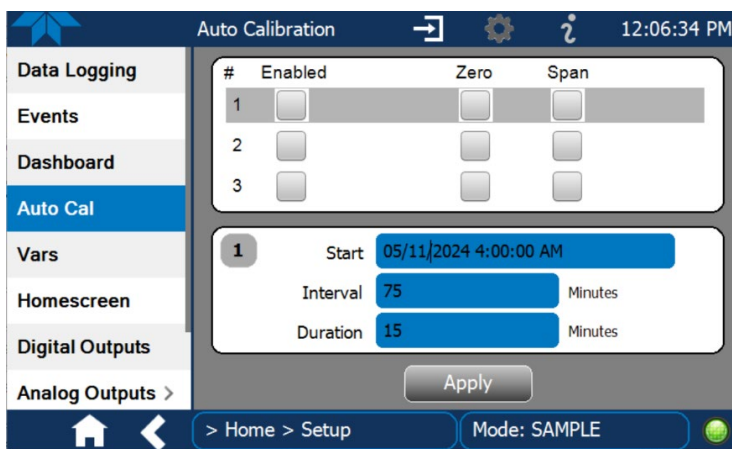 Auto Calibration
12:06:34 PM
Data Logging
Events
Dashboard
Auto Cal
Vars
Homescreen
Digital Outputs
Analog Outputs >
# Enabled Zero Span
1
2
3
1
Start 05/11/2024 4:00:00 AM
Interval 75 Minutes
Duration 15 Minutes
Apply
> Home > Setup
Mode: SAMPLE